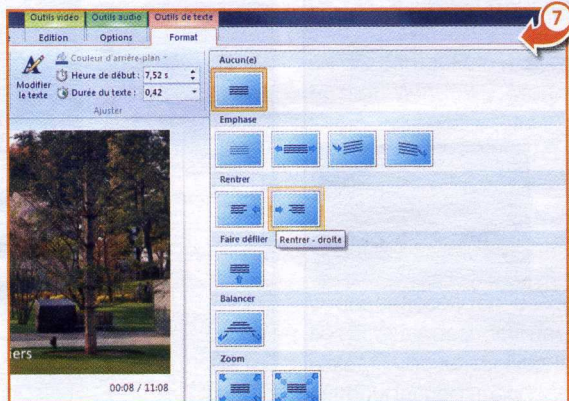 7
Outils vidéo Outils audio Outils de texte
e Edition Options Format
Couleur d'arrière-plan
Modifier le texte
Heure de début : 7,52 s
Durée du texte : 0,42
Ajuster
iers
00:08 / 11:08
Aucun(e)
Emphase
Rentrer
Rentrer - droite
Faire défiler
Balancer
Zoom